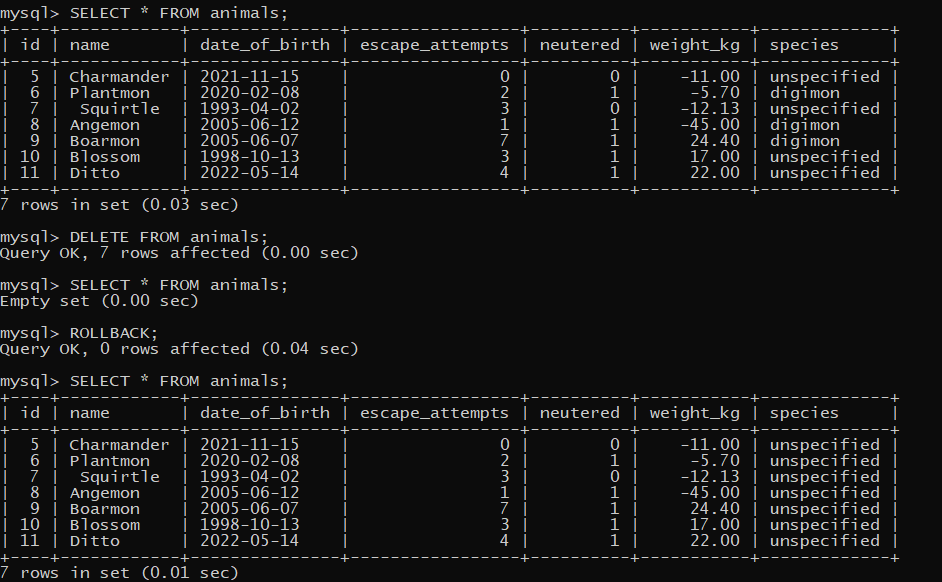 mysql> SELECT * FROM animals;
+----+------------+---------------+-----------------+----------+-----------+-------------+
| id | name       | date_of_birth | escape_attempts | neutered | weight_kg | species     |
+----+------------+---------------+-----------------+----------+-----------+-------------+
|  5 | Charmander | 2021-11-15    |               0 |        0 |    -11.00 | unspecified |
|  6 | Plantmon   | 2020-02-08    |               2 |        1 |     -5.70 | digimon     |
|  7 |  Squirtle  | 1993-04-02    |               3 |        0 |    -12.13 | unspecified |
|  8 | Angemon    | 2005-06-12    |               1 |        1 |    -45.00 | digimon     |
|  9 | Boarmon    | 2005-06-07    |               7 |        1 |     24.40 | digimon     |
| 10 | Blossom    | 1998-10-13    |               3 |        1 |     17.00 | unspecified |
| 11 | Ditto      | 2022-05-14    |               4 |        1 |     22.00 | unspecified |
+----+------------+---------------+-----------------+----------+-----------+-------------+
7 rows in set (0.03 sec)
mysql> DELETE FROM animals;
Query OK, 7 rows affected (0.00 sec)
mysql> SELECT * FROM animals;
Empty set (0.00 sec)
mysql> ROLLBACK;
Query OK, 0 rows affected (0.04 sec)
mysql> SELECT * FROM animals;
+----+------------+---------------+-----------------+----------+-----------+-------------+
| id | name       | date_of_birth | escape_attempts | neutered | weight_kg | species     |
+----+------------+---------------+-----------------+----------+-----------+-------------+
|  5 | Charmander | 2021-11-15    |               0 |        0 |    -11.00 | unspecified |
|  6 | Plantmon   | 2020-02-08    |               2 |        1 |     -5.70 | unspecified |
|  7 |  Squirtle  | 1993-04-02    |               3 |        0 |    -12.13 | unspecified |
|  8 | Angemon    | 2005-06-12    |               1 |        1 |    -45.00 | unspecified |
|  9 | Boarmon    | 2005-06-07    |               7 |        1 |     24.40 | unspecified |
| 10 | Blossom    | 1998-10-13    |               3 |        1 |     17.00 | unspecified |
| 11 | Ditto      | 2022-05-14    |               4 |        1 |     22.00 | unspecified |
+----+------------+---------------+-----------------+----------+-----------+-------------+
7 rows in set (0.01 sec)